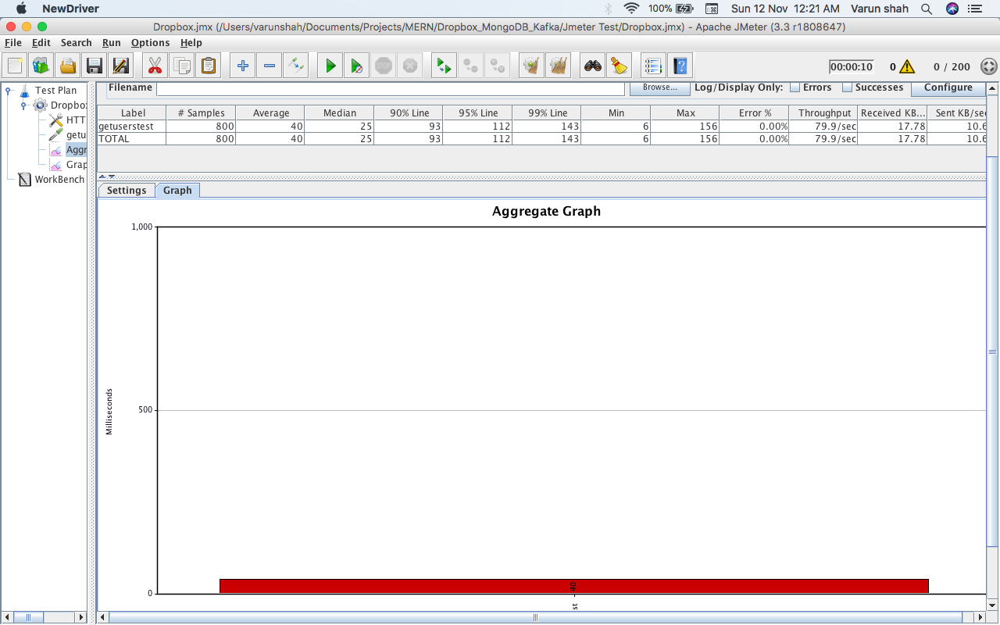 NewDriver 100% Sun 12 Nov 12:21 AM Varun shah
Dropbox.jmx (/Users/varunshah/Documents/Projects/MERN/Dropbox_MongoDB_Kafka/Jmeter Test/Dropbox.jmx) - Apache JMeter (3.3 r1808647)
File Edit Search Run Options Help
00:00:10 0 0 / 200
Test Plan
Dropbo
HTT
getu
Aggr
Grap
WorkBench
Filename Browse... Log/Display Only: Errors Successes Configure
Label # Samples Average Median 90% Line 95% Line 99% Line Min Max Error % Throughput Received KB... Sent KB/sec
getuserstest 800 40 25 93 112 143 6 156 0.00% 79.9/sec 17.78 10.6
TOTAL 800 40 25 93 112 143 6 156 0.00% 79.9/sec 17.78 10.6
Settings Graph
Aggregate Graph
1,000
Milliseconds
500
0
40
st